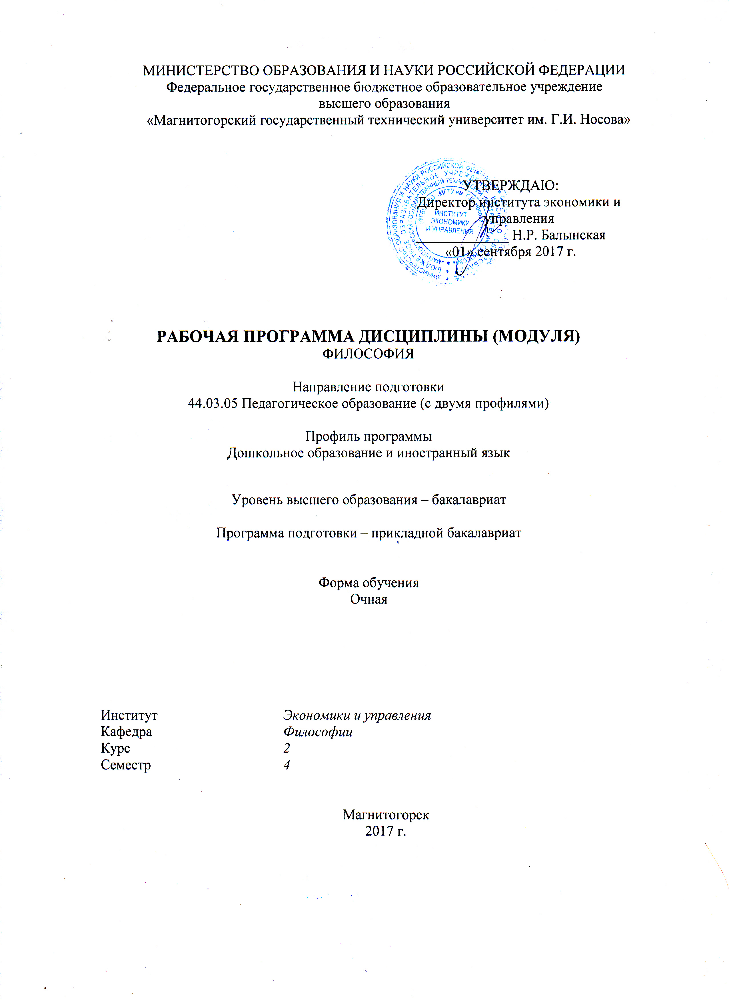 МИНИСТЕРСТВО ОБРАЗОВАНИЯ И НАУКИ РОССИЙСКОЙ ФЕДЕРАЦИИ
Федеральное государственное бюджетное образовательное учреждение
высшего образования
«Магнитогорский государственный технический университет им. Г.И. Носова»
УТВЕРЖДАЮ:
Директор института экономики и
управления
Н.Р. Балынская
«01» сентября 2017 г.
ИНСТИТУТ
ЭКОНОМИКИ
И УПРАВЛЕНИЯ
РАБОЧАЯ ПРОГРАММА ДИСЦИПЛИНЫ (МОДУЛЯ)
ФИЛОСОФИЯ
Направление подготовки
44.03.05 Педагогическое образование (с двумя профилями)
Профиль программы
Дошкольное образование и иностранный язык
Уровень высшего образования – бакалавриат
Программа подготовки – прикладной бакалавриат
Форма обучения
Очная
Институт Экономики и управления
Кафедра Философии
Курс 2
Семестр 4
Магнитогорск
2017 г.